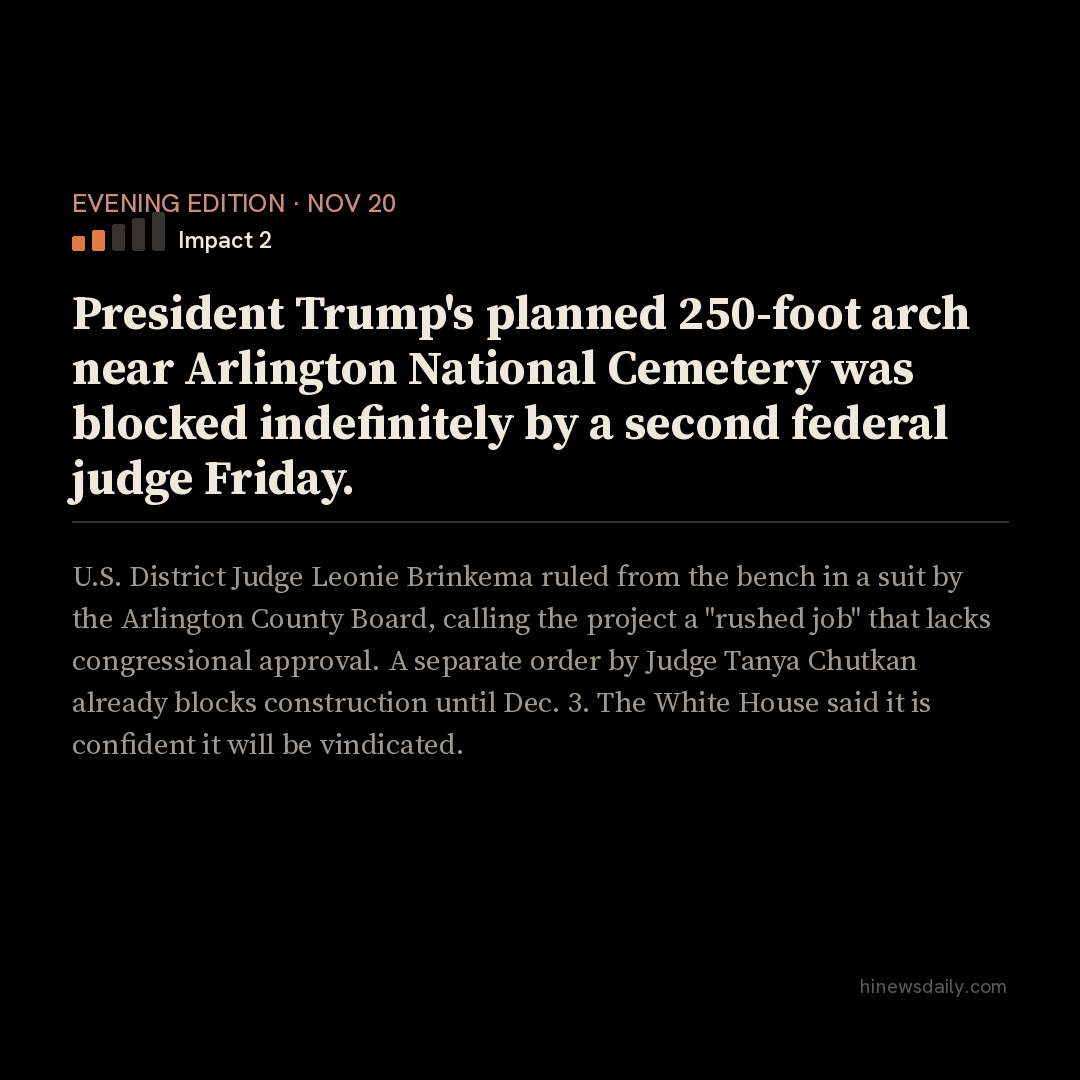 EVENING EDITION · NOV 20
Impact 2
President Trump's planned 250-foot arch
near Arlington National Cemetery was
blocked indefinitely by a second federal
judge Friday.
U.S. District Judge Leonie Brinkema ruled from the bench in a suit by
the Arlington County Board, calling the project a "rushed job" that lacks
congressional approval. A separate order by Judge Tanya Chutkan
already blocks construction until Dec. 3. The White House said it is
confident it will be vindicated.
hinewsdaily.com